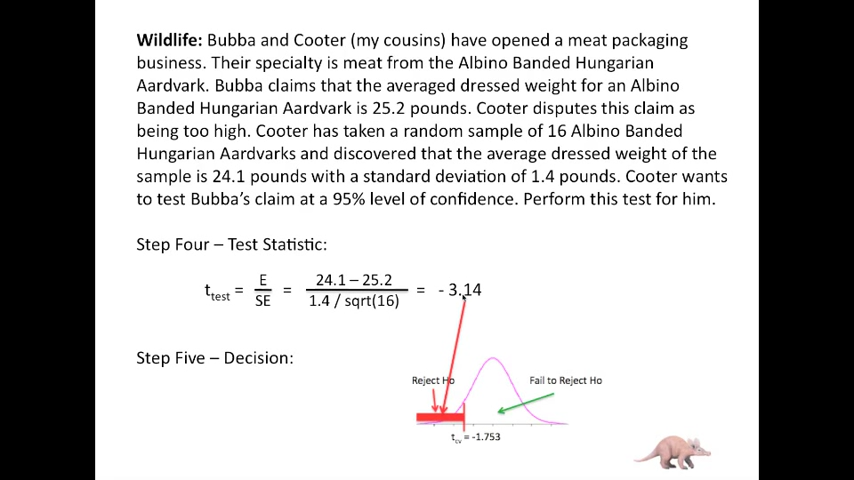 Wildlife: Bubba and Cooter (my cousins) have opened a meat packaging
business. Their specialty is meat from the Albino Banded Hungarian
Aardvark. Bubba claims that the averaged dressed weight for an Albino
Banded Hungarian Aardvark is 25.2 pounds. Cooter disputes this claim as
being too high. Cooter has taken a random sample of 16 Albino Banded
Hungarian Aardvarks and discovered that the average dressed weight of the
sample is 24.1 pounds with a standard deviation of 1.4 pounds. Cooter wants
to test Bubba's claim at a 95% level of confidence. Perform this test for him.
Step Four – Test Statistic:
t_test = E / SE = 24.1 – 25.2 / 1.4 / sqrt(16) = - 3.14
Step Five – Decision:
Reject Ho
Fail to Reject Ho
t_cv = -1.753